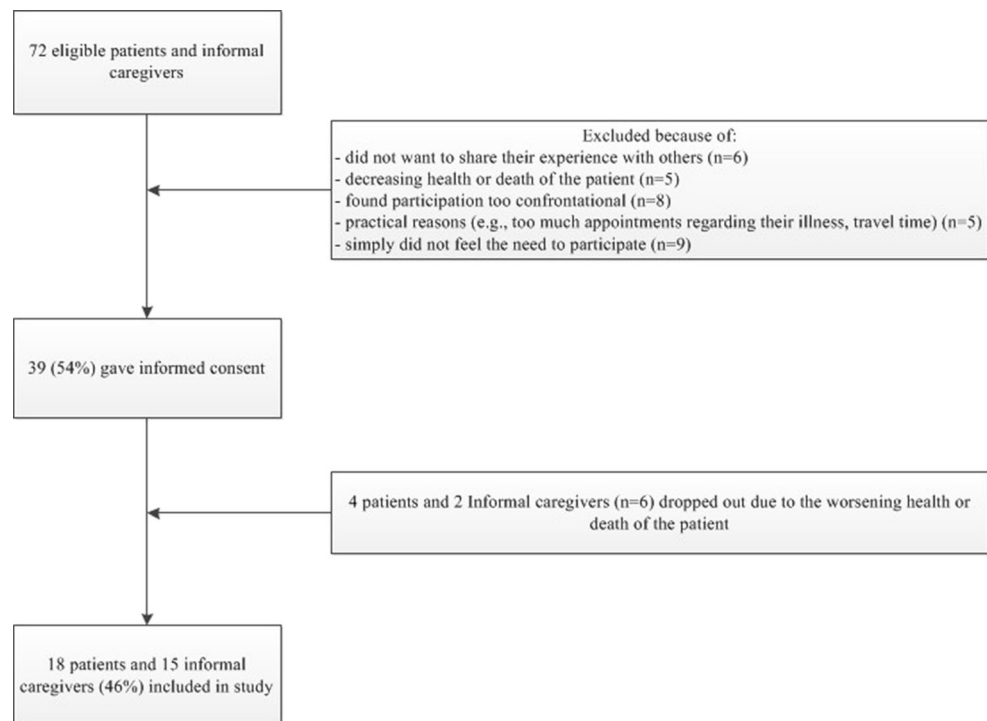 72 eligible patients and informal
caregivers
Excluded because of:
- did not want to share their experience with others (n=6)
- decreasing health or death of the patient (n=5)
- found participation too confrontational (n=8)
- practical reasons (e.g., too much appointments regarding their illness, travel time) (n=5)
- simply did not feel the need to participate (n=9)
39 (54%) gave informed consent
4 patients and 2 Informal caregivers (n=6) dropped out due to the worsening health or
death of the patient
18 patients and 15 informal
caregivers (46%) included in study